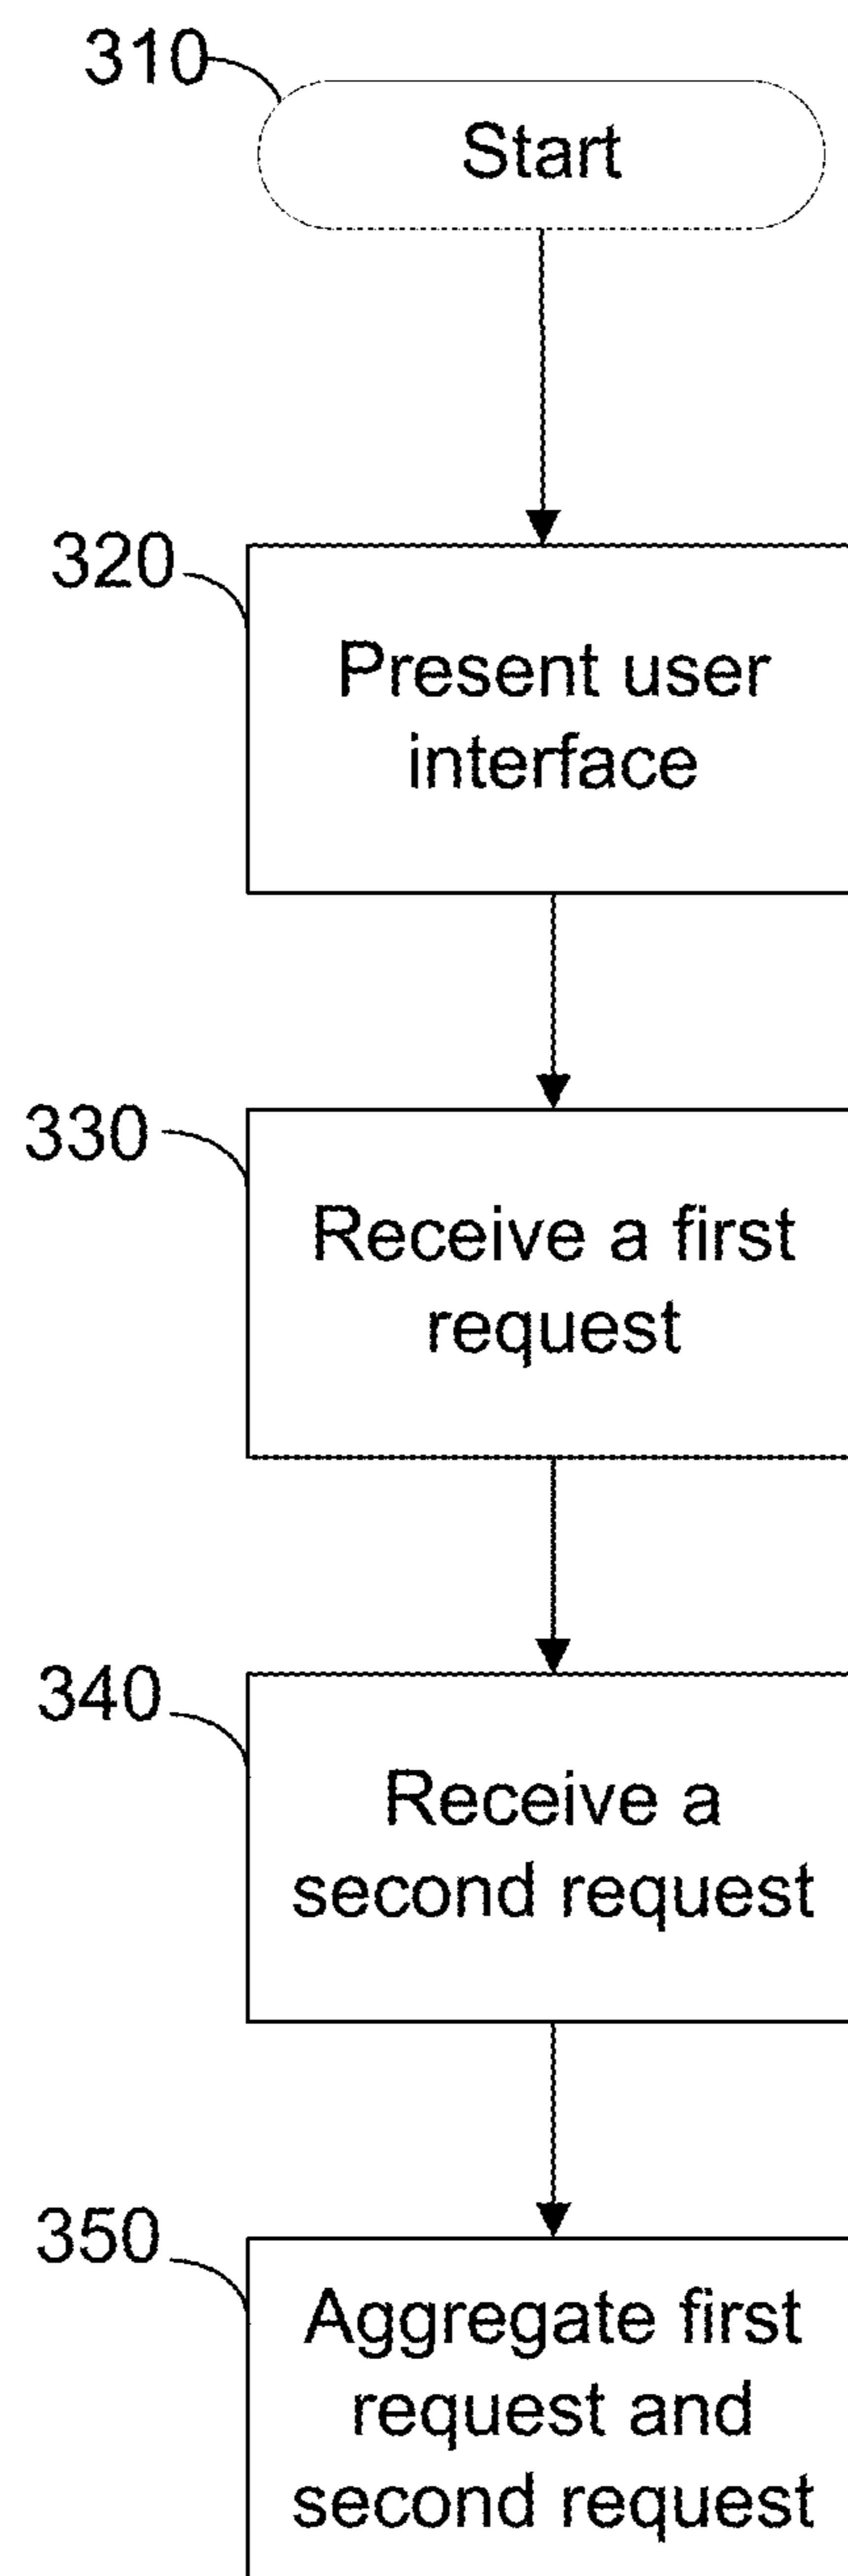 310
Start
320
Present user
interface
330
Receive a first
request
340
Receive a
second request
350
Aggregate first
request and
second request